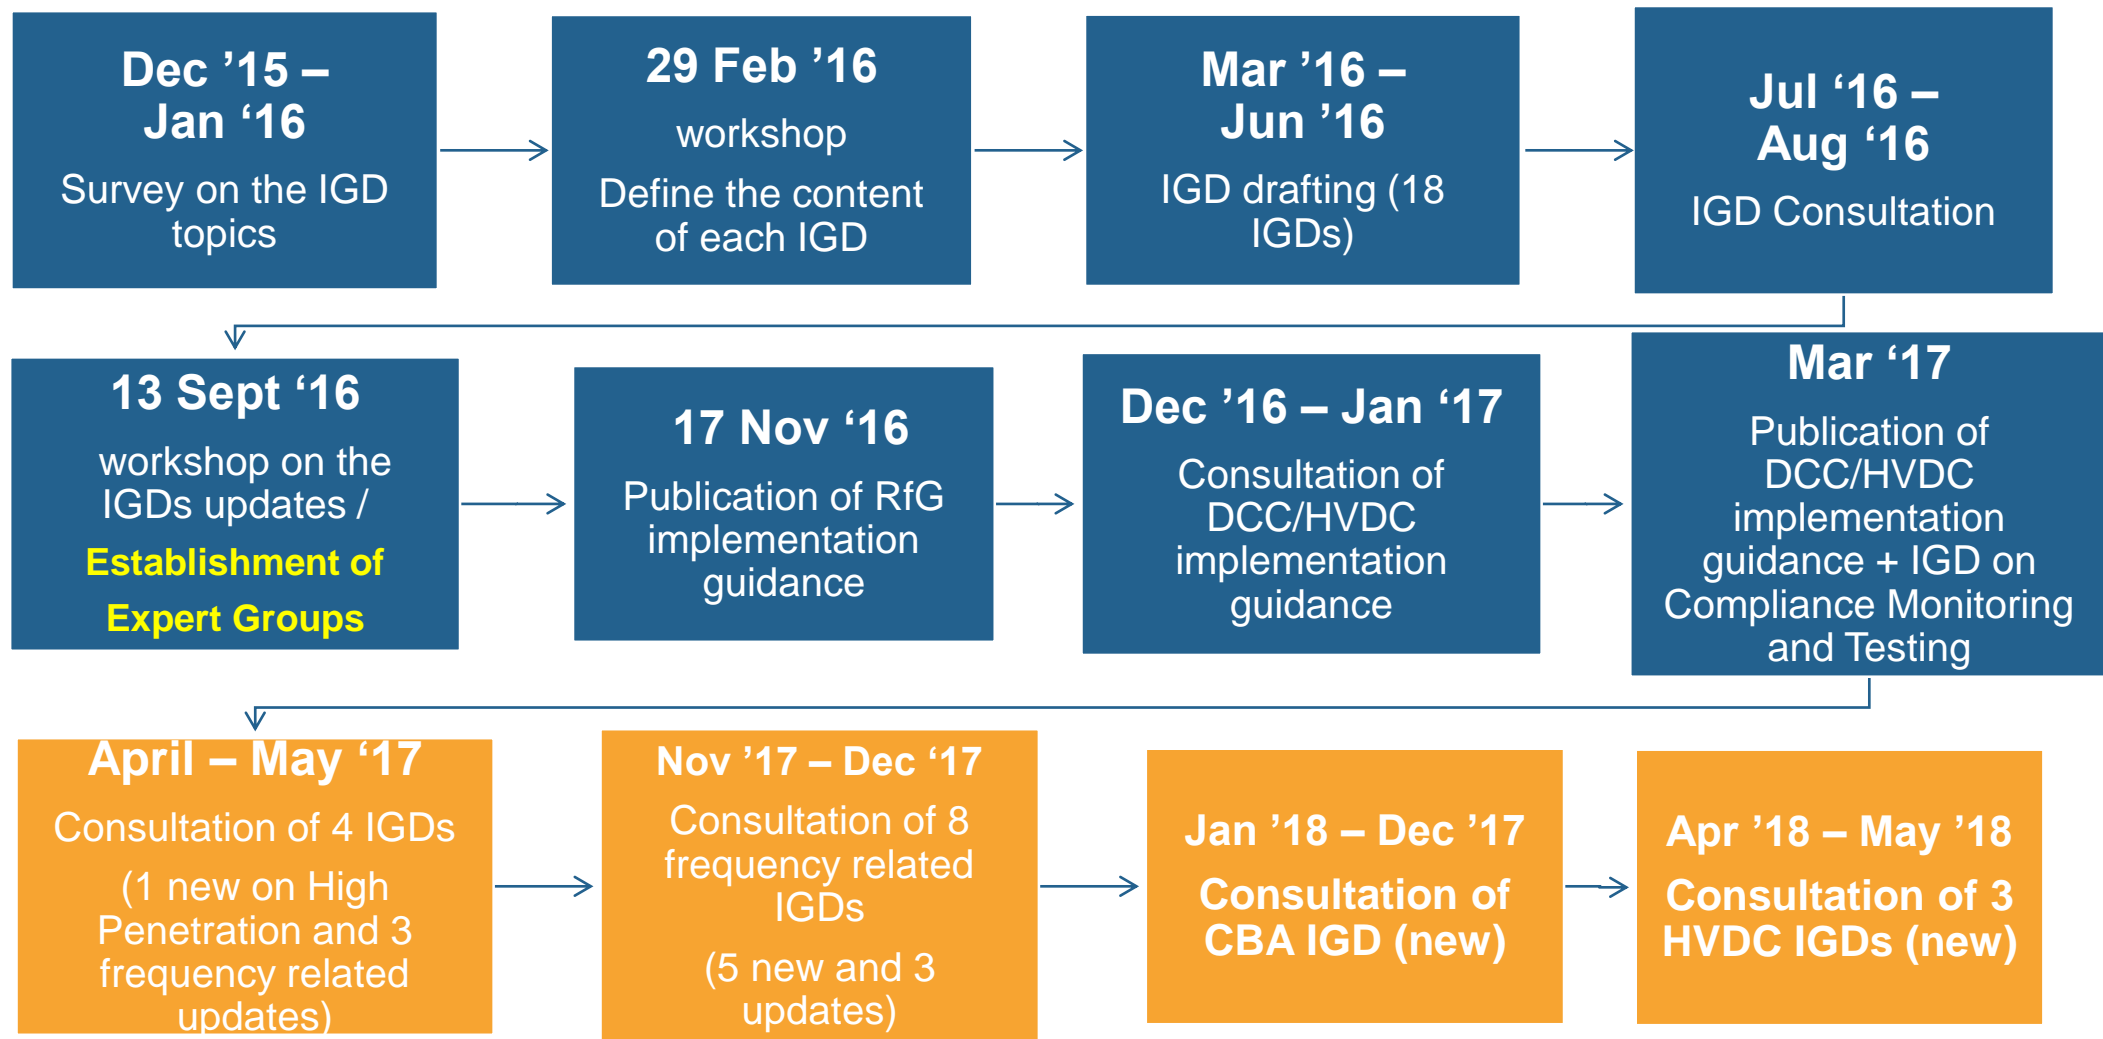 Dec ’15 –
Jan ‘16
Survey on the IGD
topics
29 Feb ’16
workshop
Define the content
of each IGD
Mar ’16 –
Jun ’16
IGD drafting (18
IGDs)
Jul ‘16 –
Aug ‘16
IGD Consultation
13 Sept ‘16
workshop on the
IGDs updates /
Establishment of
Expert Groups
17 Nov ‘16
Publication of RfG
implementation
guidance
Dec ’16 – Jan ‘17
Consultation of
DCC/HVDC
implementation
guidance
Mar ‘17
Publication of
DCC/HVDC
implementation
guidance + IGD on
Compliance Monitoring
and Testing
April – May ‘17
Consultation of 4 IGDs
(1 new on High
Penetration and 3
frequency related
updates)
Nov ’17 – Dec ‘17
Consultation of 8
frequency related
IGDs
(5 new and 3
updates)
Jan ’18 – Dec ’17
Consultation of
CBA IGD (new)
Apr ’18 – May ’18
Consultation of 3
HVDC IGDs (new)